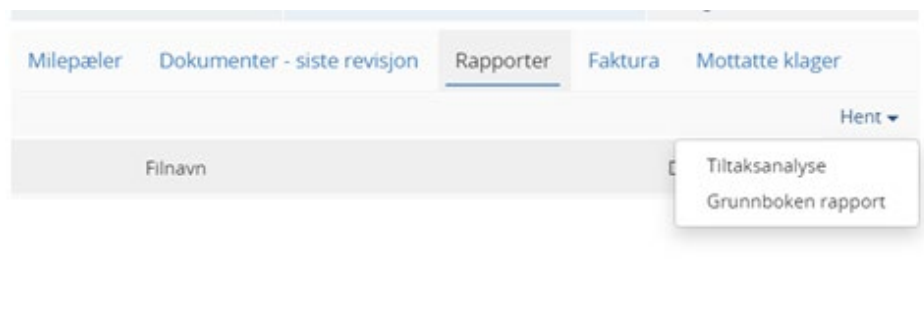 Milepæler Dokumenter - siste revisjon Rapporter Faktura Mottatte klager
Hent
Filnavn
Tiltaksanalyse
Grunnboken rapport